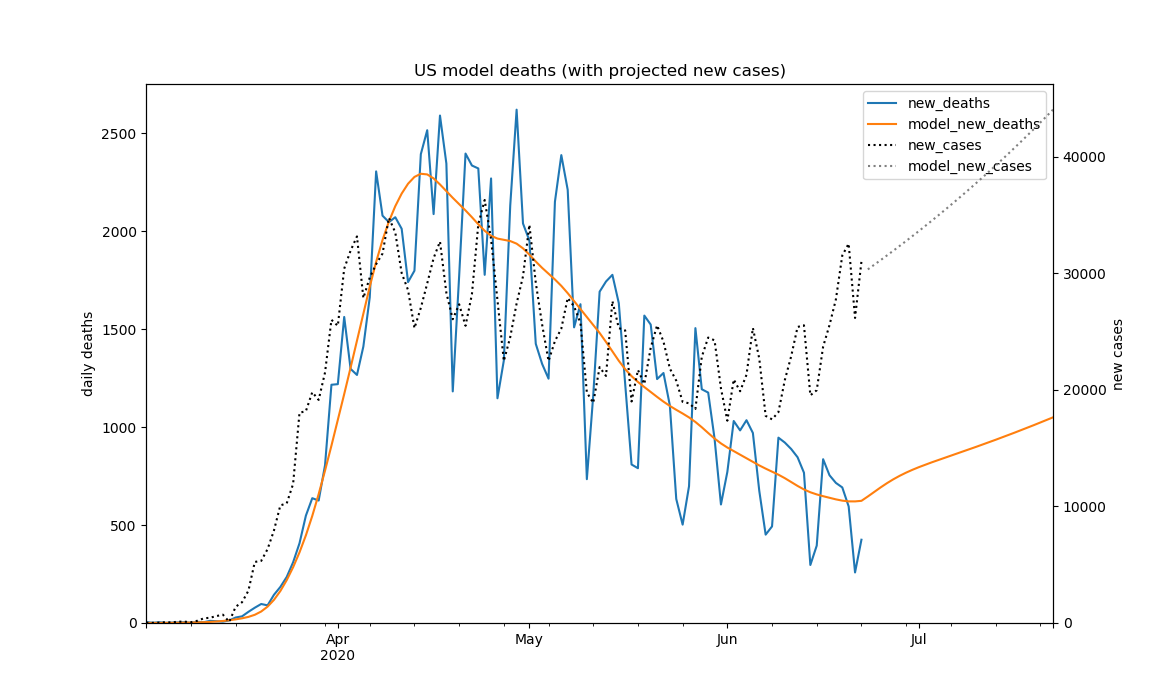 US model deaths (with projected new cases)
new_deaths
model_new_deaths
new_cases
model_new_cases
2500
2000
1500
1000
500
0
daily deaths
40000
30000
20000
10000
0
new cases
Apr
2020
May
Jun
Jul